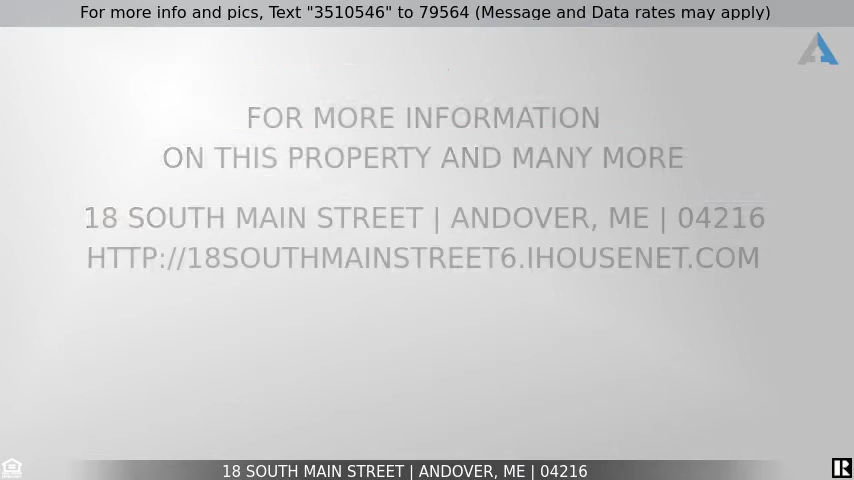 For more info and pics, Text "3510546" to 79564 (Message and Data rates may apply)
FOR MORE INFORMATION
ON THIS PROPERTY AND MANY MORE
18 SOUTH MAIN STREET | ANDOVER, ME | 04216
HTTP://18SOUTHMAINSTREET6.IHOUSENET.COM
18 SOUTH MAIN STREET | ANDOVER, ME | 04216